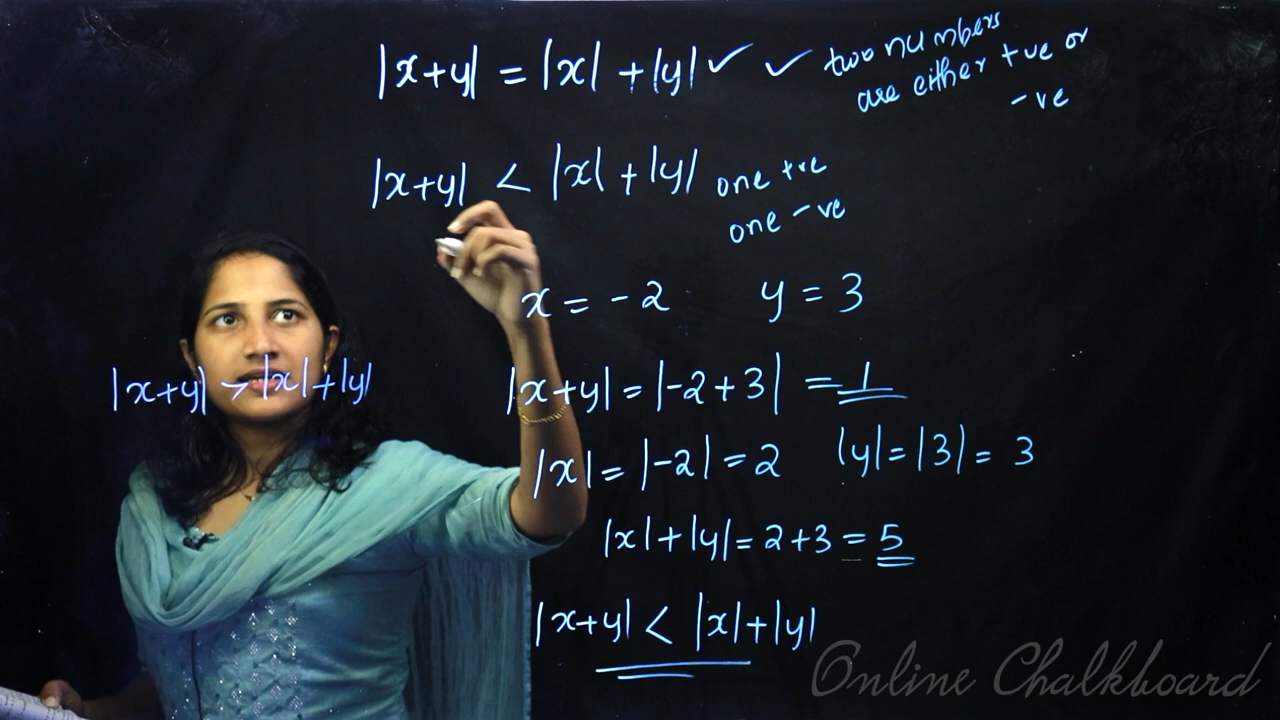 |x+y| = |x| + |y| ✓ ✓ two numbers
are either +ve or
-ve
|x+y| < |x| + |y| one +ve
one -ve
x = -2 y = 3
|x+y| > |x| + |y|
|x+y| = |-2+3| = 1
|x| = |-2| = 2 |y| = |3| = 3
|x| + |y| = 2+3 = 5
|x+y| < |x| + |y|
Online Chalkboard